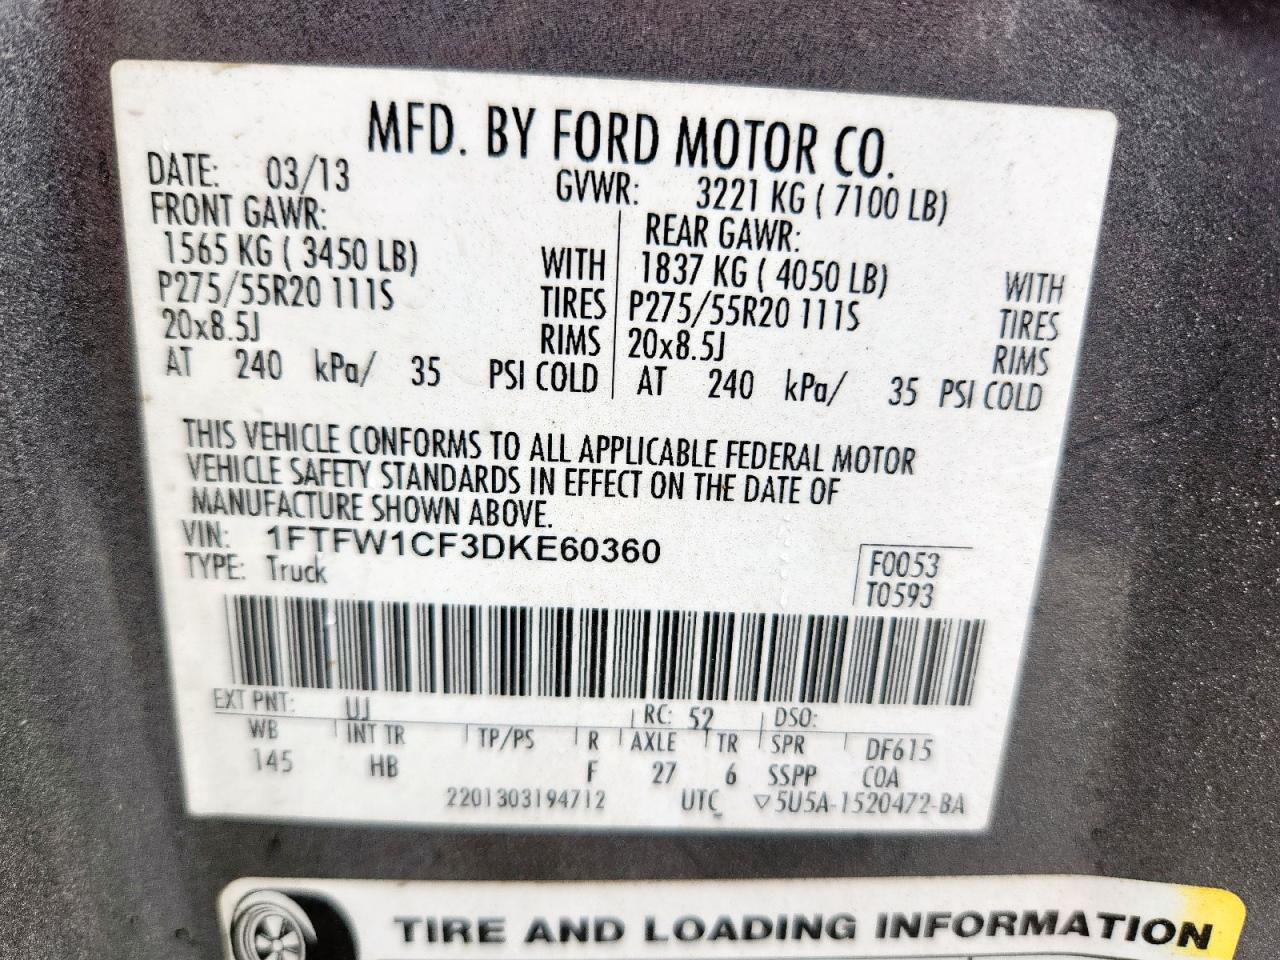 MFD. BY FORD MOTOR CO.
DATE: 03/13 GVWR: 3221 KG ( 7100 LB)
FRONT GAWR: REAR GAWR:
1565 KG ( 3450 LB) WITH 1837 KG ( 4050 LB) WITH
P275/55R20 111S TIRES P275/55R20 111S TIRES
20x8.5J RIMS 20x8.5J RIMS
AT 240 kPa/ 35 PSI COLD AT 240 kPa/ 35 PSI COLD
THIS VEHICLE CONFORMS TO ALL APPLICABLE FEDERAL MOTOR
VEHICLE SAFETY STANDARDS IN EFFECT ON THE DATE OF
MANUFACTURE SHOWN ABOVE.
VIN: 1FTFW1CF3DKE60360 F0053
TYPE: Truck T0593
EXT PNT: UJ RC: 52 DSO:
WB INT TR TP/PS R AXLE TR SPR DF615
145 HB F 27 6 SSPP COA
2201303194712 UTC ▽5U5A-1520472-BA
TIRE AND LOADING INFORMATION